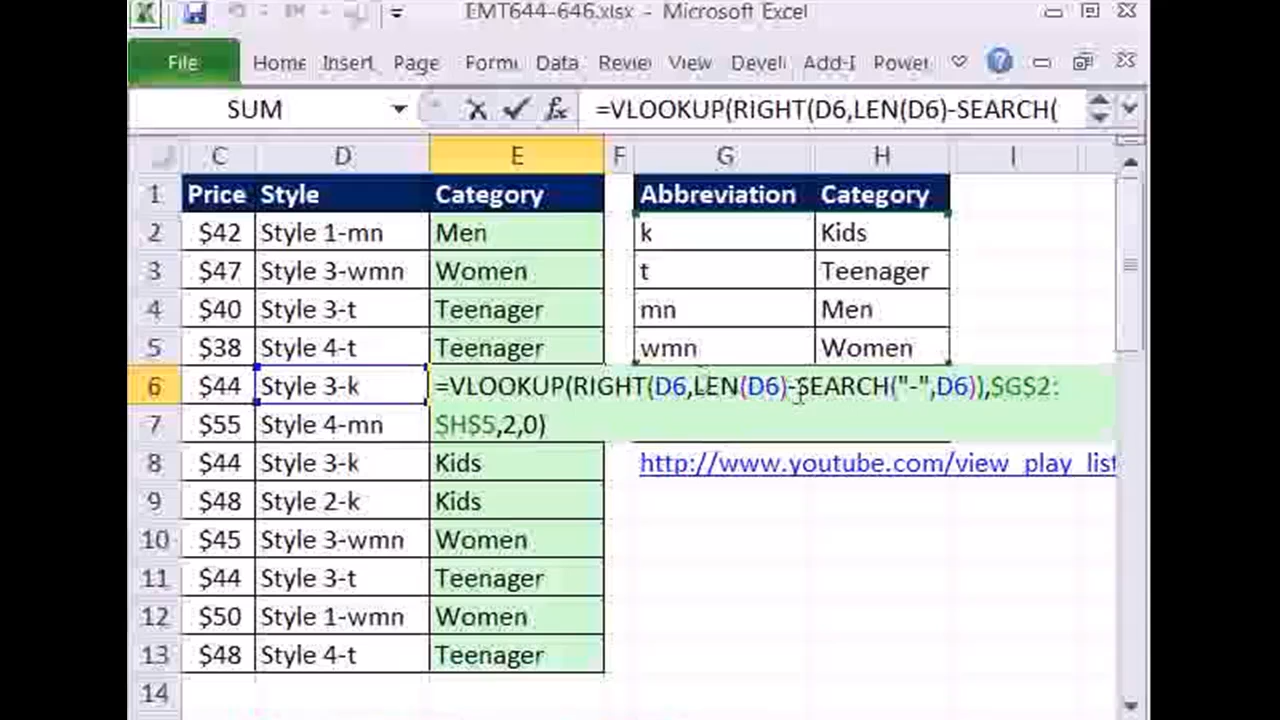 EMT644-646.xlsx - Microsoft Excel
File Home Insert Page Formu Data Review View Devel Add-I Power
SUM fx =VLOOKUP(RIGHT(D6,LEN(D6)-SEARCH(
C D E F G H I
1 Price Style Category Abbreviation Category
2 $42 Style 1-mn Men k Kids
3 $47 Style 3-wmn Women t Teenager
4 $40 Style 3-t Teenager mn Men
5 $38 Style 4-t Teenager wmn Women
6 $44 Style 3-k =VLOOKUP(RIGHT(D6,LEN(D6)-SEARCH("-",D6)),$G$2:
7 $55 Style 4-mn $H$5,2,0)
8 $44 Style 3-k Kids http://www.youtube.com/view_play_list
9 $48 Style 2-k Kids
10 $45 Style 3-wmn Women
11 $44 Style 3-t Teenager
12 $50 Style 1-wmn Women
13 $48 Style 4-t Teenager
14